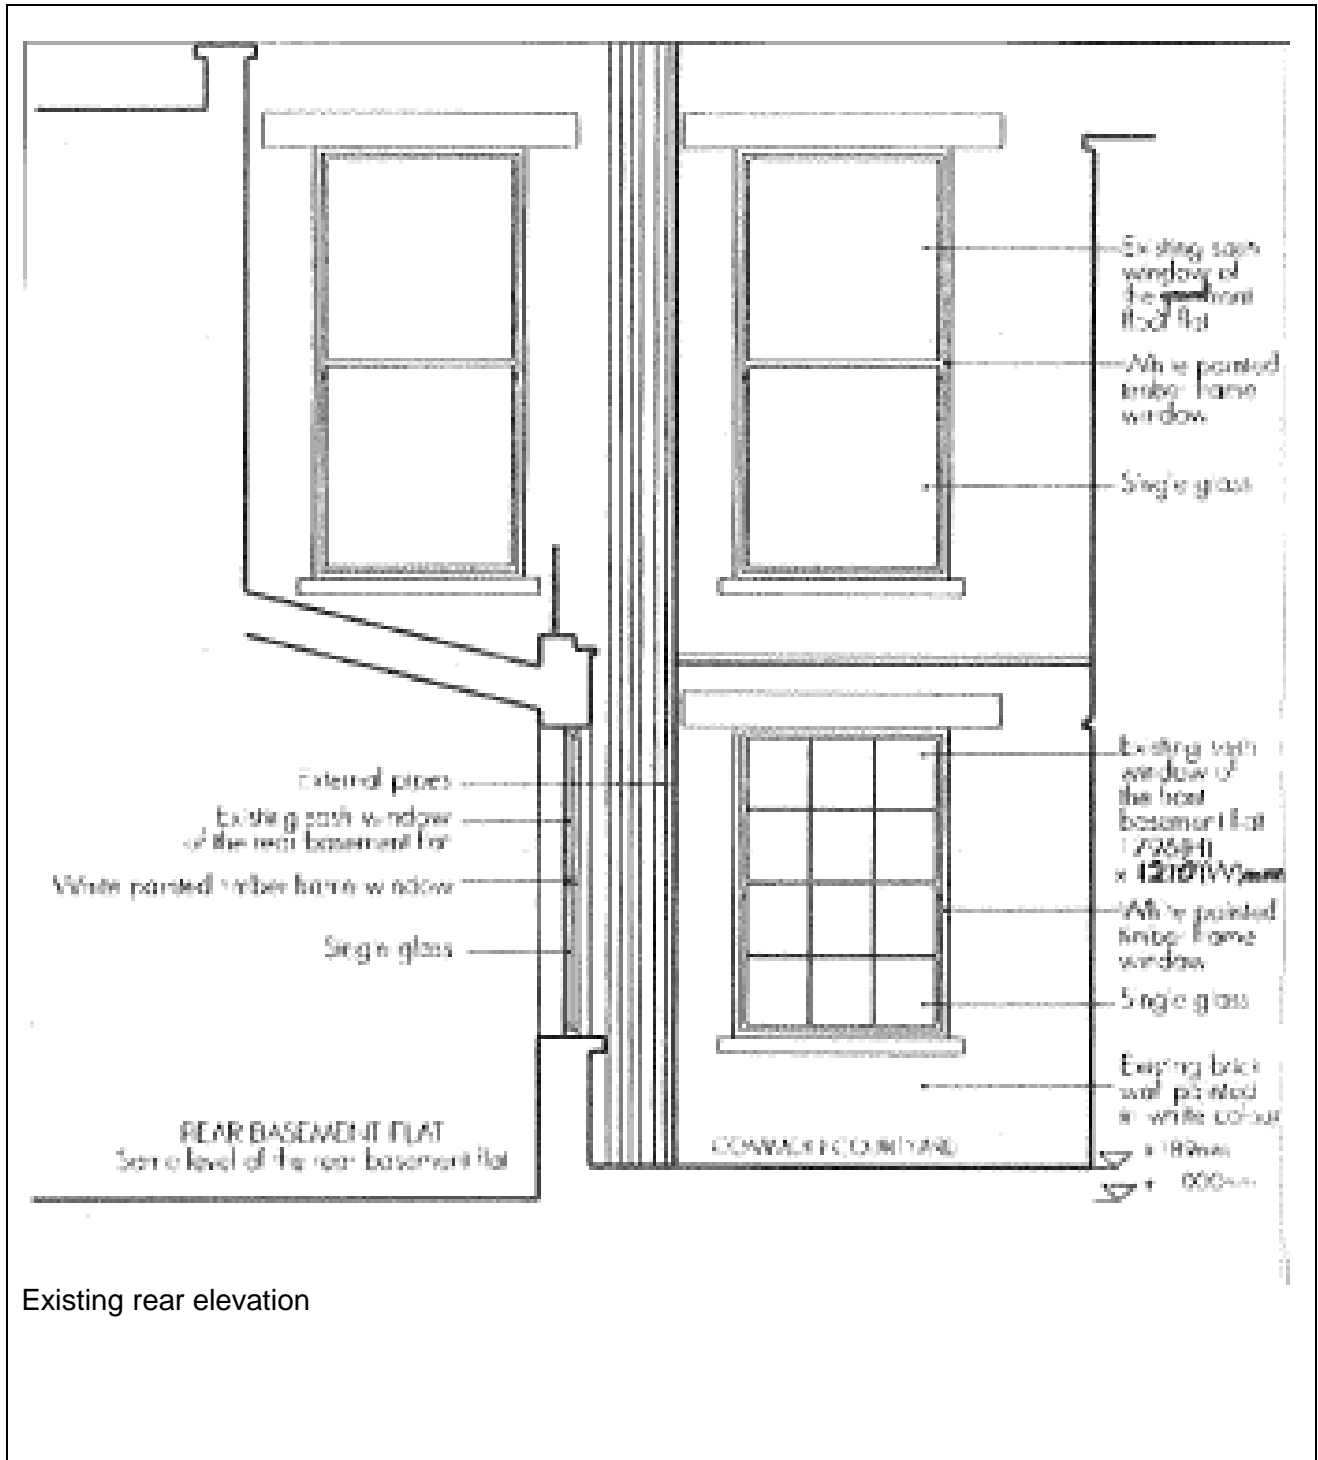 Existing sash
window of
the front
floor flat
White painted
timber frame
window
Single glass
External pipes
Existing sash window
of the rear basement flat
White painted timber frame window
Single glass
Existing sash
window of
the front
basement flat
x 1210(W)mm
White painted
timber frame
window
Single glass
Existing brick
wall painted
in white colour
REAR BASEMENT FLAT
level of the rear basement flat
COMMON COURTYARD
Existing rear elevation